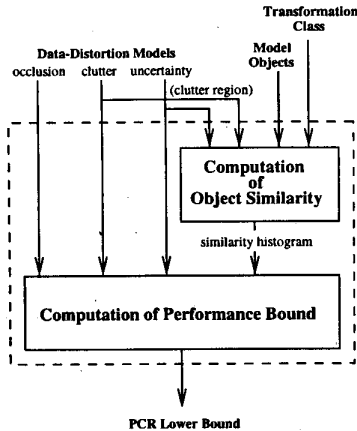 Transformation
Class
Data-Distortion Models
Model
Objects
occlusion clutter uncertainty
(clutter region)
Computation
of
Object Similarity
similarity histogram
Computation of Performance Bound
PCR Lower Bound